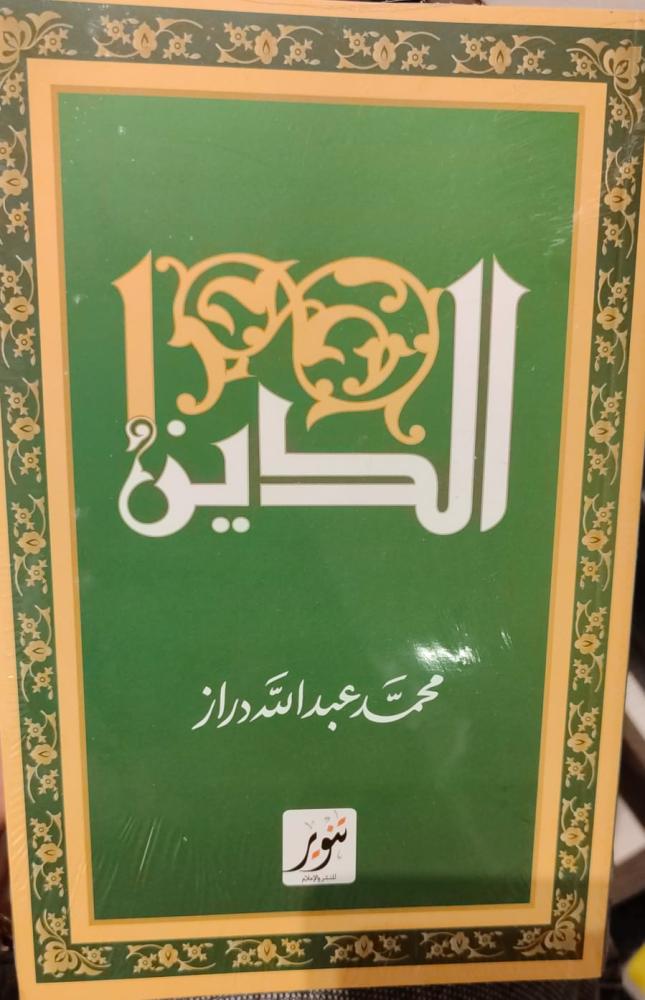 الدين
محمد عبد الله دراز
تنوير
للنشر والإعلام